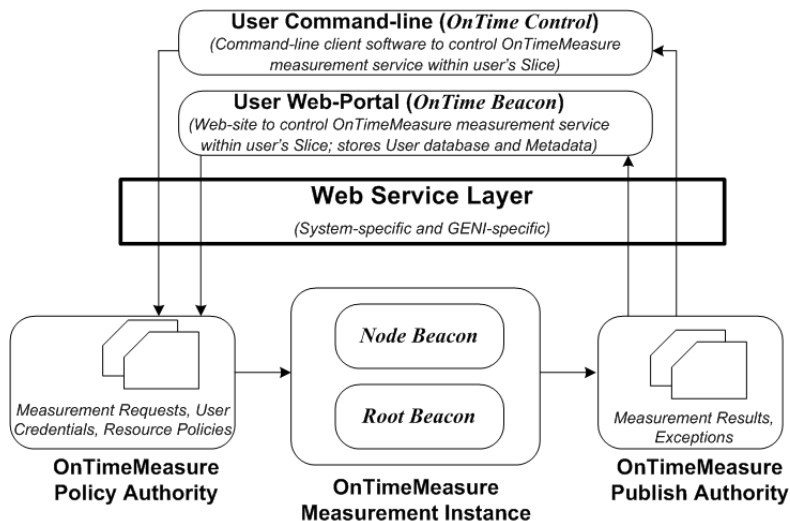 User Command-line (OnTime Control)
(Command-line client software to control OnTimeMeasure
measurement service within user's Slice)
User Web-Portal (OnTime Beacon)
(Web-site to control OnTimeMeasure measurement service
within user's Slice; stores User database and Metadata)
Web Service Layer
(System-specific and GENI-specific)
Measurement Requests, User
Credentials, Resource Policies
OnTimeMeasure
Policy Authority
Node Beacon
Root Beacon
OnTimeMeasure
Measurement Instance
Measurement Results,
Exceptions
OnTimeMeasure
Publish Authority